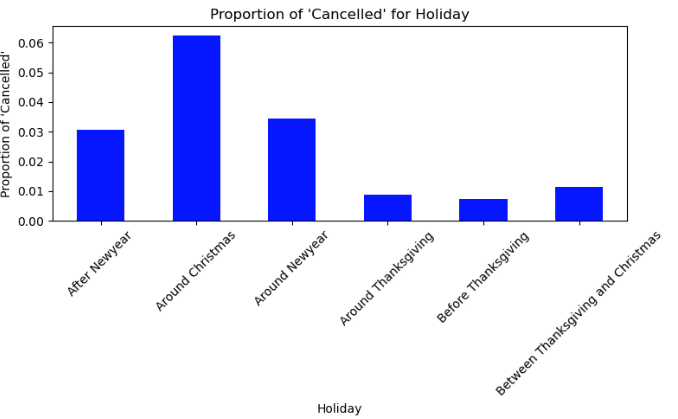 Proportion of 'Cancelled' for Holiday
Proportion of 'Cancelled'
0.06
0.05
0.04
0.03
0.02
0.01
0.00
After Newyear
Around Christmas
Around Newyear
Around Thanksgiving
Before Thanksgiving
Between Thanksgiving and Christmas
Holiday